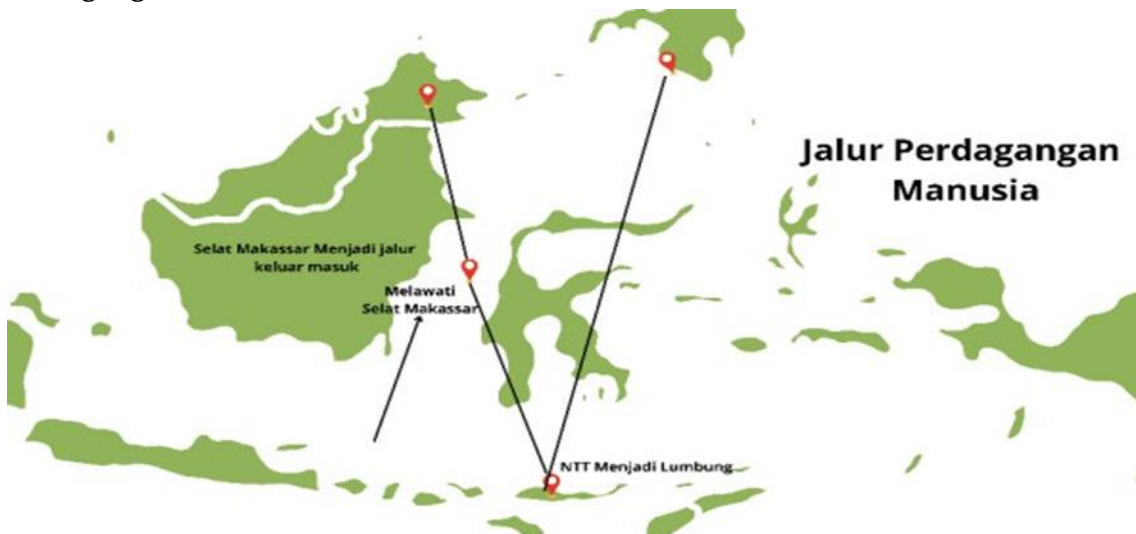 Jalur Perdagangan
Manusia
Selat Makassar Menjadi jalur
keluar masuk
Melawati
Selat Makassar
NTT Menjadi Lumbung